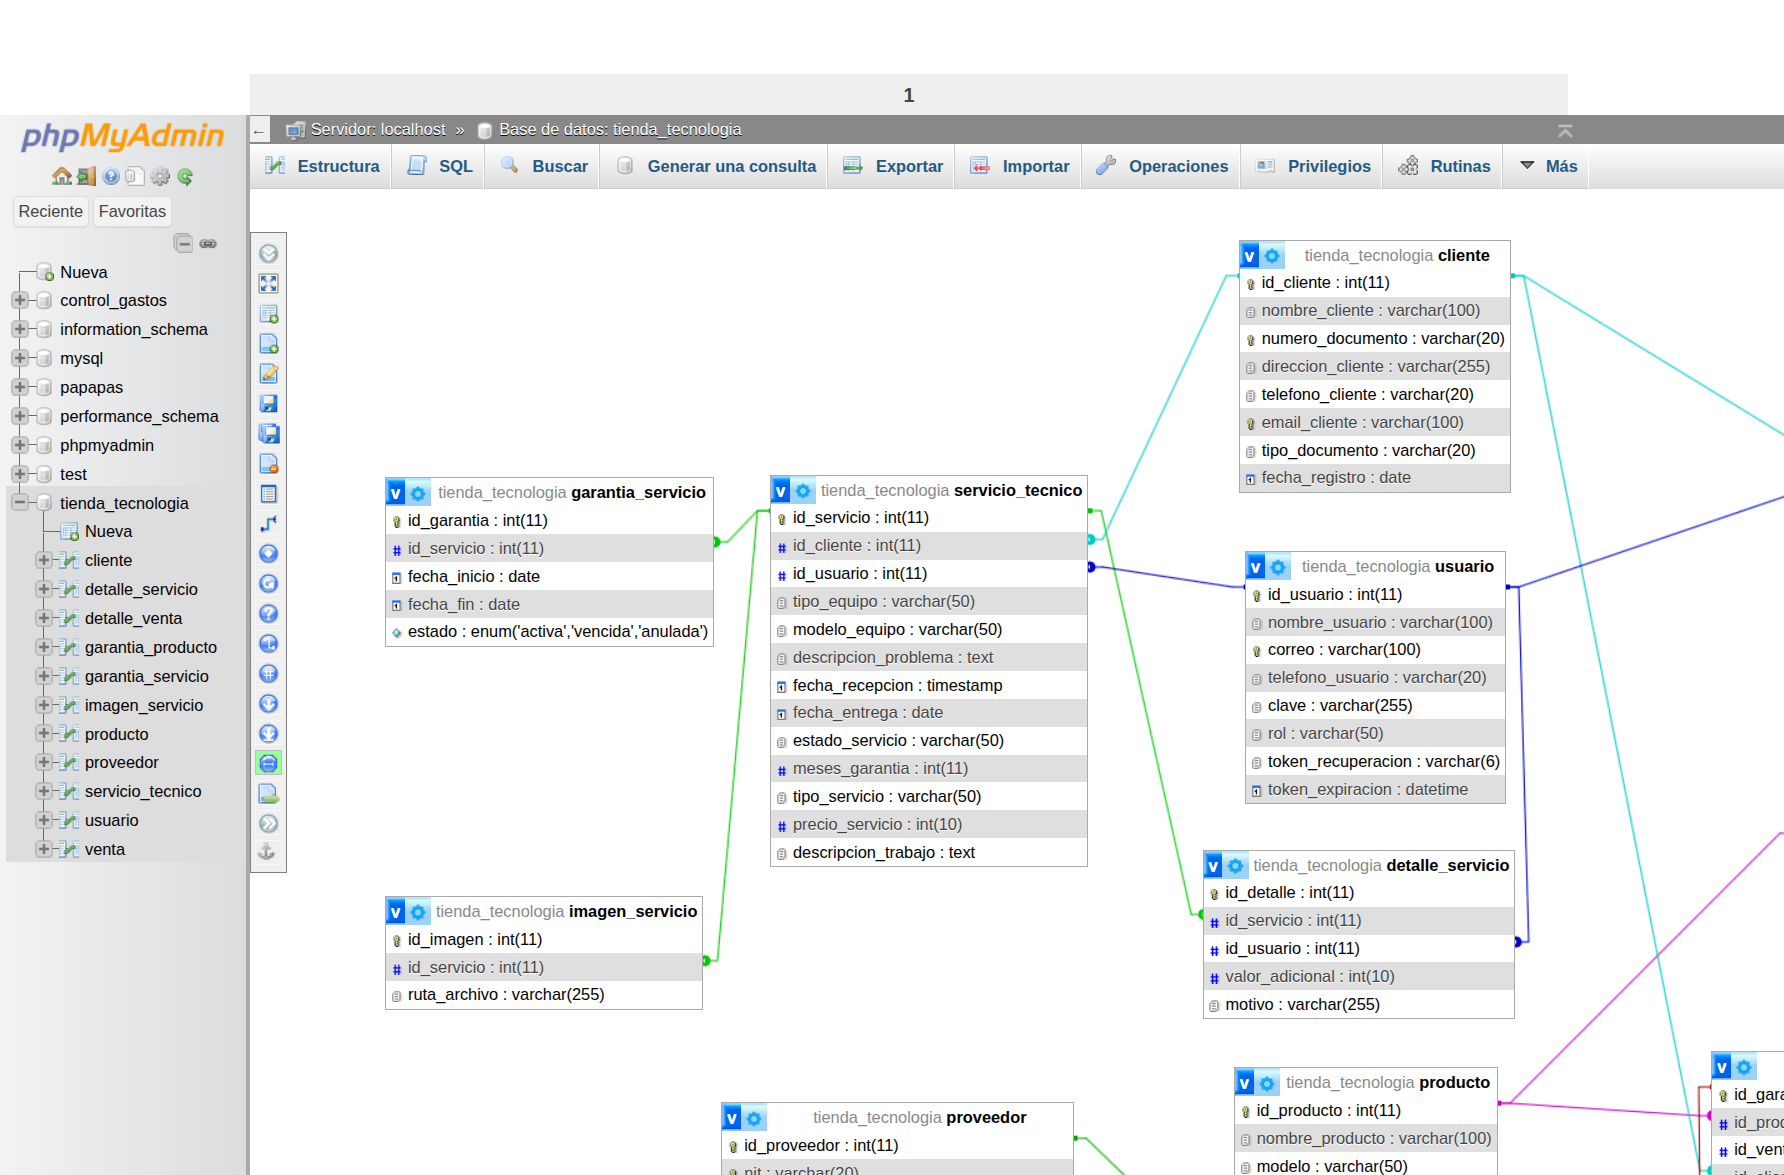 1
phpMyAdmin
Reciente Favoritas
Nueva
control_gastos
information_schema
mysql
papapas
performance_schema
phpmyadmin
test
tienda_tecnologia
Nueva
cliente
detalle_servicio
detalle_venta
garantia_producto
garantia_servicio
imagen_servicio
producto
proveedor
servicio_tecnico
usuario
venta
← Servidor: localhost » Base de datos: tienda_tecnologia
Estructura SQL Buscar Generar una consulta Exportar Importar Operaciones Privilegios Rutinas Más
v tienda_tecnologia garantia_servicio
id_garantia : int(11)
id_servicio : int(11)
fecha_inicio : date
fecha_fin : date
estado : enum('activa','vencida','anulada')
v tienda_tecnologia imagen_servicio
id_imagen : int(11)
id_servicio : int(11)
ruta_archivo : varchar(255)
v tienda_tecnologia servicio_tecnico
id_servicio : int(11)
id_cliente : int(11)
id_usuario : int(11)
tipo_equipo : varchar(50)
modelo_equipo : varchar(50)
descripcion_problema : text
fecha_recepcion : timestamp
fecha_entrega : date
estado_servicio : varchar(50)
meses_garantia : int(11)
tipo_servicio : varchar(50)
precio_servicio : int(10)
descripcion_trabajo : text
v tienda_tecnologia proveedor
id_proveedor : int(11)
nit : varchar(20)
v tienda_tecnologia cliente
id_cliente : int(11)
nombre_cliente : varchar(100)
numero_documento : varchar(20)
direccion_cliente : varchar(255)
telefono_cliente : varchar(20)
email_cliente : varchar(100)
tipo_documento : varchar(20)
fecha_registro : date
v tienda_tecnologia usuario
id_usuario : int(11)
nombre_usuario : varchar(100)
correo : varchar(100)
telefono_usuario : varchar(20)
clave : varchar(255)
rol : varchar(50)
token_recuperacion : varchar(6)
token_expiracion : datetime
v tienda_tecnologia detalle_servicio
id_detalle : int(11)
id_servicio : int(11)
id_usuario : int(11)
valor_adicional : int(10)
motivo : varchar(255)
v tienda_tecnologia producto
id_producto : int(11)
nombre_producto : varchar(100)
modelo : varchar(50)
v
id_gara
id_prod
id_ven